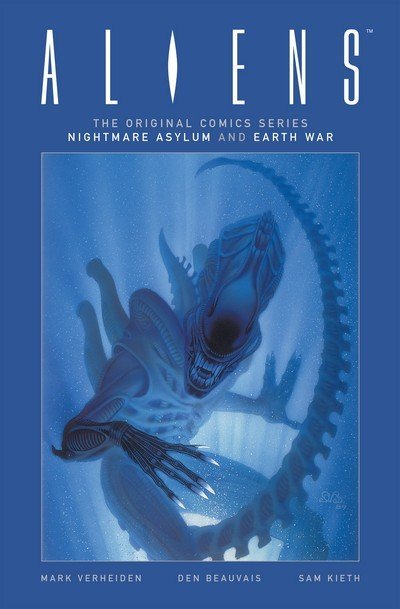 ALIENS™
THE ORIGINAL COMICS SERIES
NIGHTMARE ASYLUM AND EARTH WAR
MARK VERHEIDEN DEN BEAUVAIS SAM KIETH